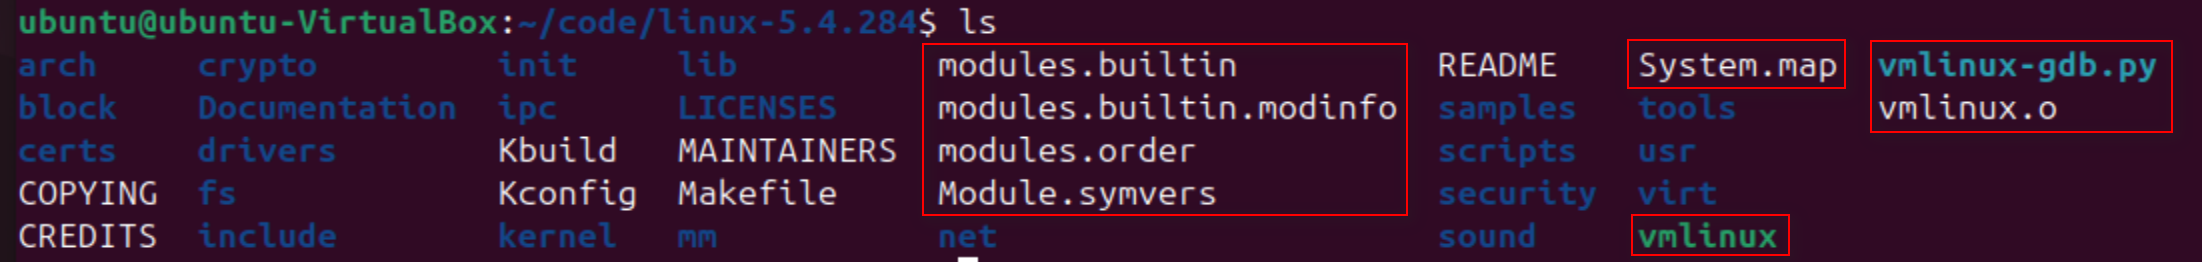 ubuntu@ubuntu-VirtualBox:~/code/linux-5.4.284$ ls
arch crypto init lib modules.builtin README System.map vmlinux-gdb.py
block Documentation ipc LICENSES modules.builtin.modinfo samples tools vmlinux.o
certs drivers Kbuild MAINTAINERS modules.order scripts usr
COPYING fs Kconfig Makefile Module.symvers security virt
CREDITS include kernel mm net sound vmlinux